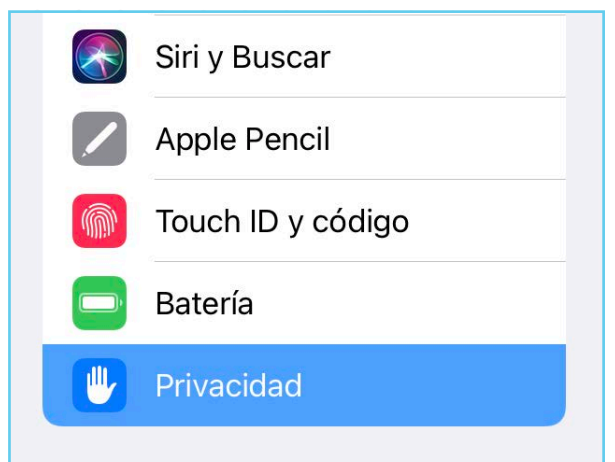 Siri y Buscar
Apple Pencil
Touch ID y código
Batería
Privacidad